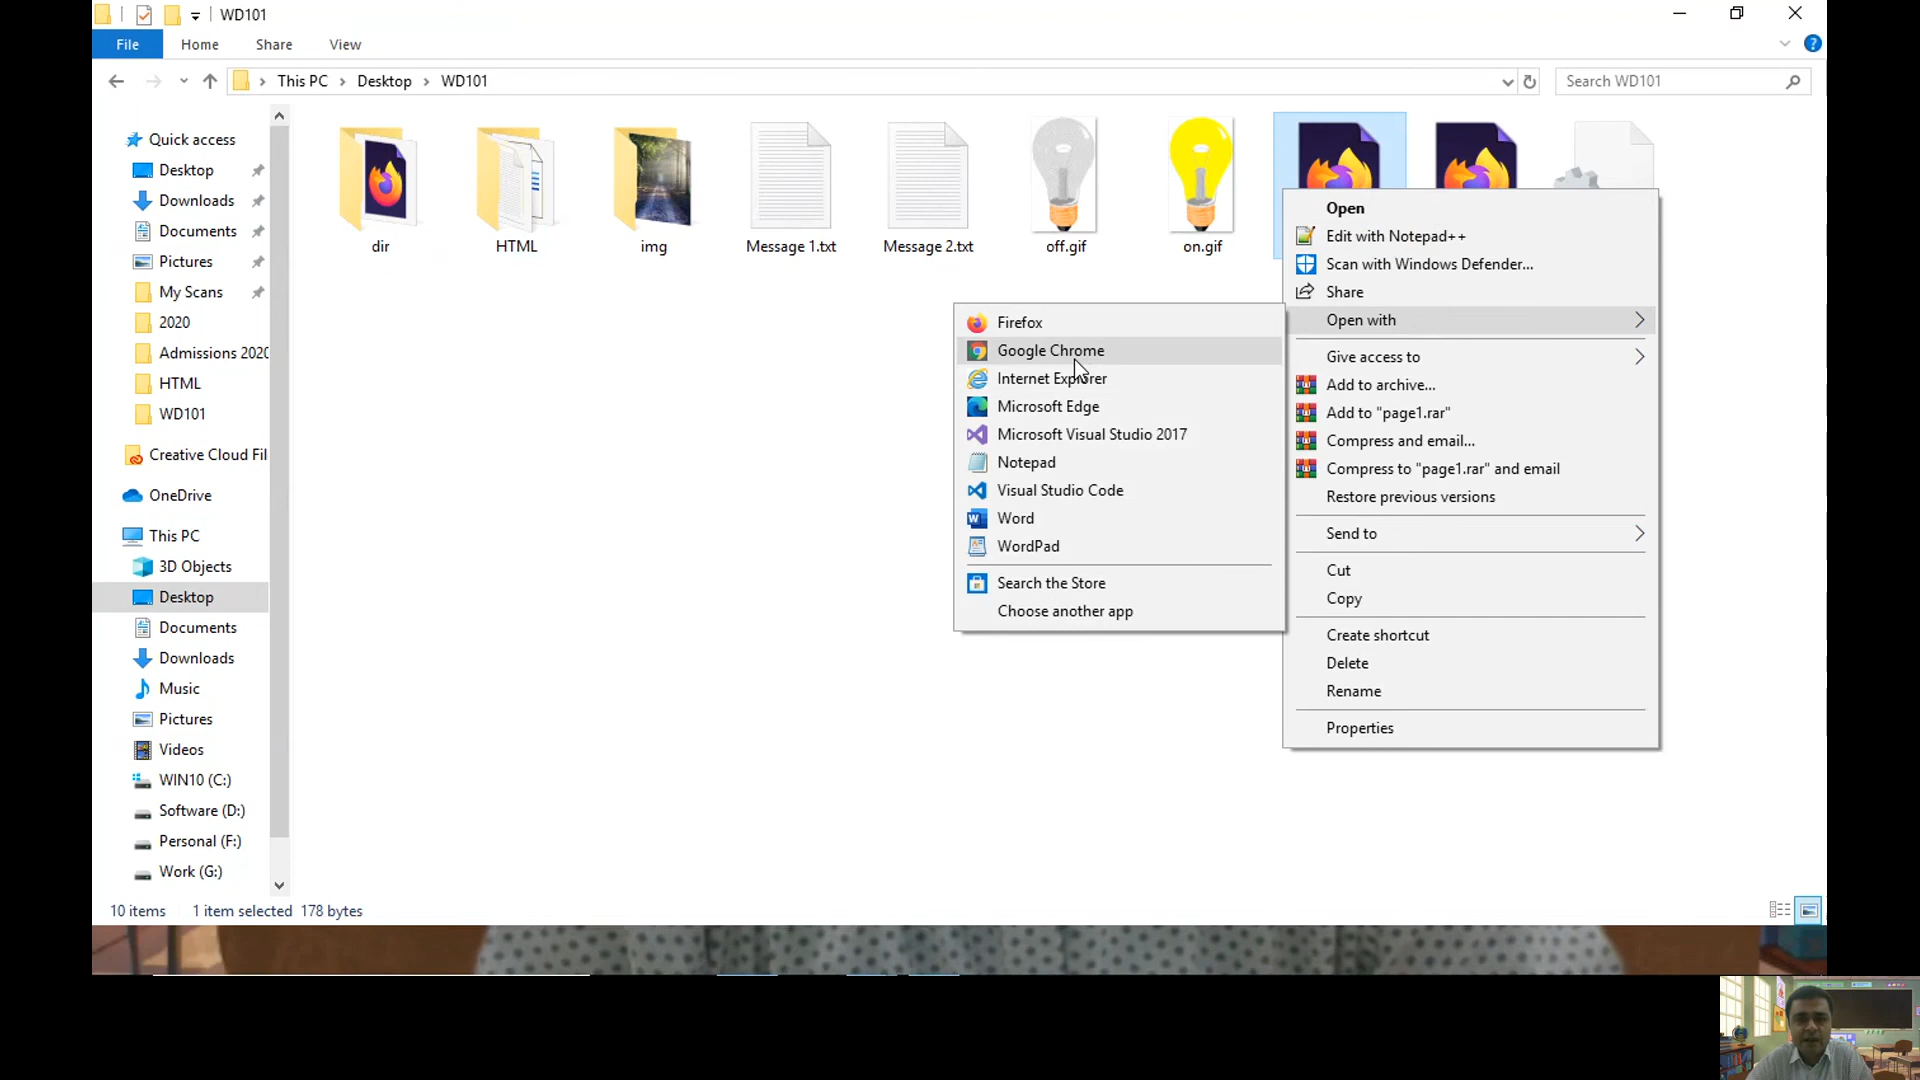 WD101
File Home Share View
This PC Desktop WD101
Search WD101
Quick access
Desktop
Downloads
Documents
Pictures
My Scans
2020
Admissions 2020
HTML
WD101
Creative Cloud Fil
OneDrive
This PC
3D Objects
Desktop
Documents
Downloads
Music
Pictures
Videos
WIN10 (C:)
Software (D:)
Personal (F:)
Work (G:)
dir
HTML
img
Message 1.txt
Message 2.txt
off.gif
on.gif
Open
Edit with Notepad++
Scan with Windows Defender...
Share
Open with
Give access to
Add to archive...
Add to "page1.rar"
Compress and email...
Compress to "page1.rar" and email
Restore previous versions
Send to
Cut
Copy
Create shortcut
Delete
Rename
Properties
Firefox
Google Chrome
Internet Explorer
Microsoft Edge
Microsoft Visual Studio 2017
Notepad
Visual Studio Code
Word
WordPad
Search the Store
Choose another app
10 items 1 item selected 178 bytes